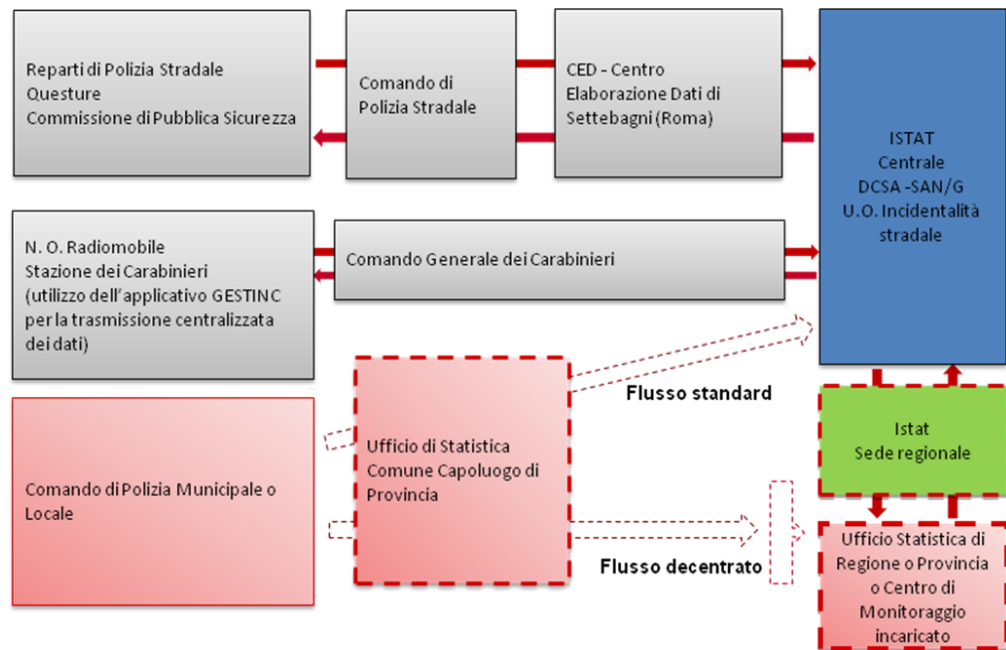 Reparti di Polizia Stradale
Questure
Commissione di Pubblica Sicurezza
Comando di
Polizia Stradale
CED - Centro
Elaborazione Dati di
Settebagni (Roma)
ISTAT
Centrale
DCSA -SAN/G
U.O. Incidentalità
stradale
N. O. Radiomobile
Stazione dei Carabinieri
(utilizzo dell'applicativo GESTINC
per la trasmissione centralizzata
dei dati)
Comando Generale dei Carabinieri
Flusso standard
Istat
Sede regionale
Comando di Polizia Municipale o
Locale
Ufficio di Statistica
Comune Capoluogo di
Provincia
Flusso decentrato
Ufficio Statistica di
Regione o Provincia
o Centro di
Monitoraggio
incaricato